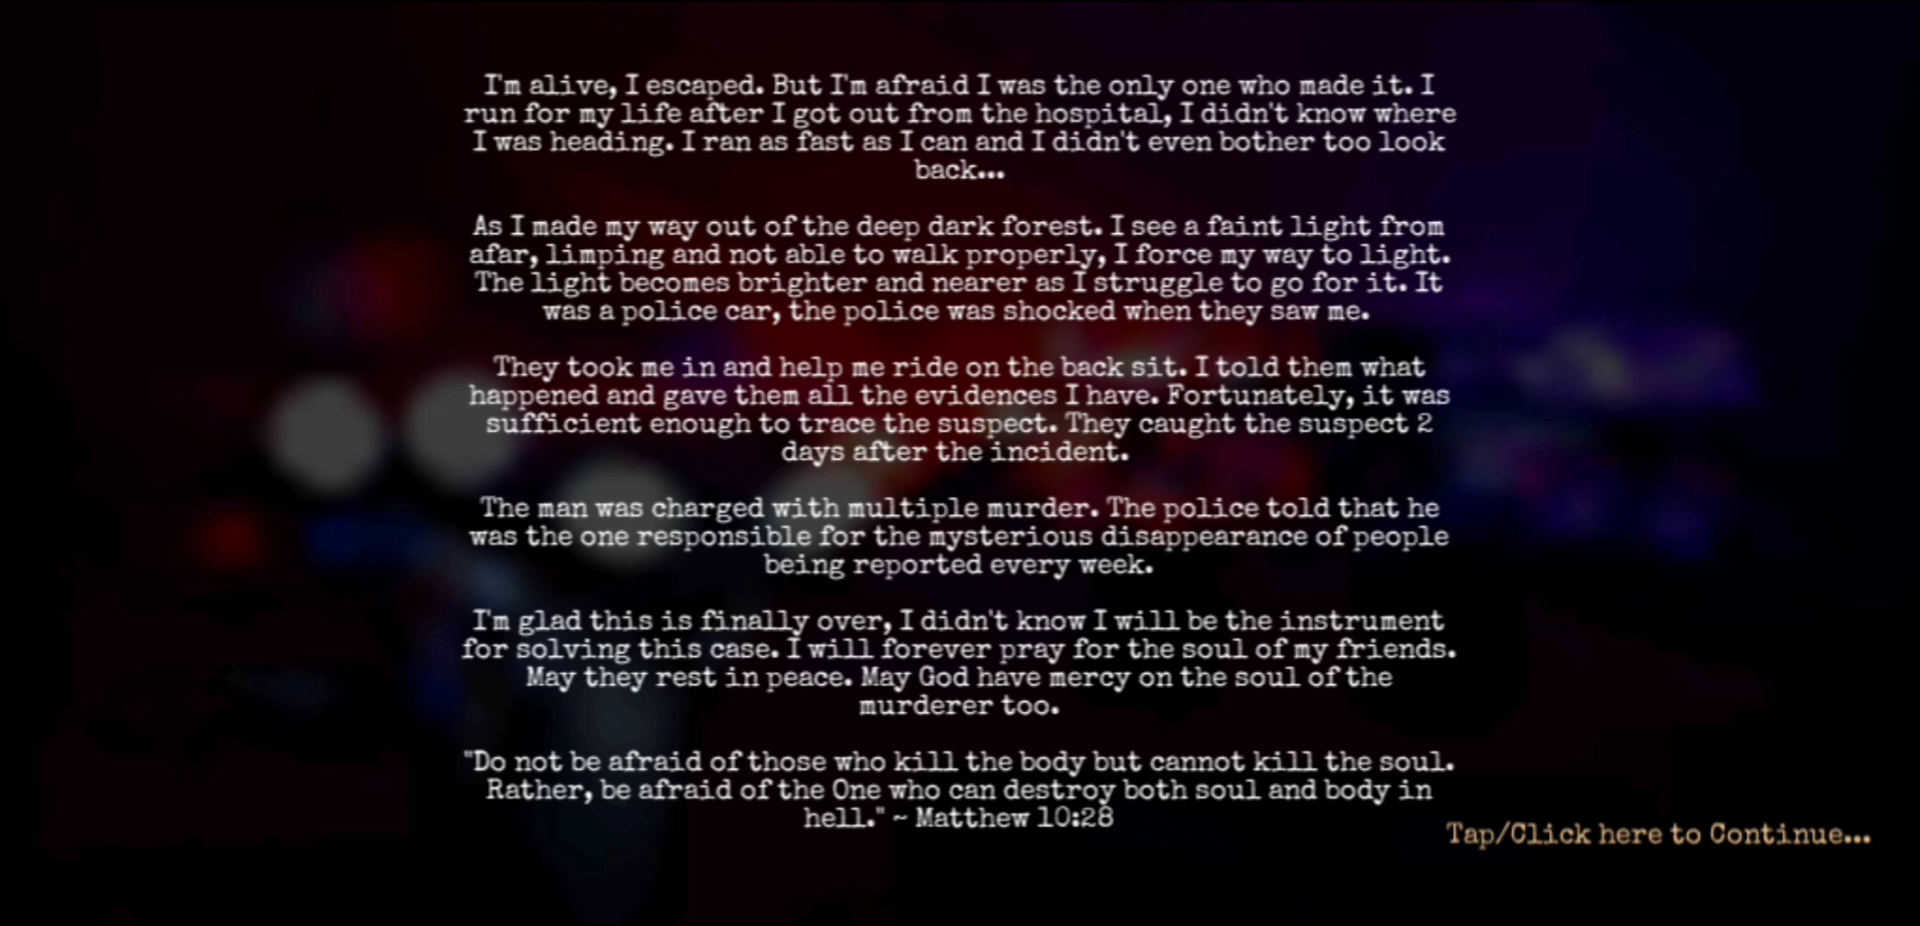 I'm alive, I escaped. But I'm afraid I was the only one who made it. I
run for my life after I got out from the hospital, I didn't know where
I was heading. I ran as fast as I can and I didn't even bother too look
back...
As I made my way out of the deep dark forest. I see a faint light from
afar, limping and not able to walk properly, I force my way to light.
The light becomes brighter and nearer as I struggle to go for it. It
was a police car, the police was shocked when they saw me.
They took me in and help me ride on the back sit. I told them what
happened and gave them all the evidences I have. Fortunately, it was
sufficient enough to trace the suspect. They caught the suspect 2
days after the incident.
The man was charged with multiple murder. The police told that he
was the one responsible for the mysterious disappearance of people
being reported every week.
I'm glad this is finally over, I didn't know I will be the instrument
for solving this case. I will forever pray for the soul of my friends.
May they rest in peace. May God have mercy on the soul of the
murderer too.
"Do not be afraid of those who kill the body but cannot kill the soul.
Rather, be afraid of the One who can destroy both soul and body in
hell." ~ Matthew 10:28
Tap/Click here to Continue...